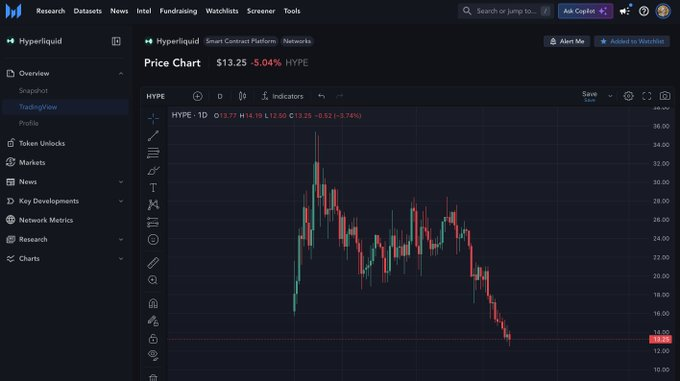 Research Datasets News Intel Fundraising Watchlists Screener Tools
Search or jump to... /
Ask Copilot
Hyperliquid
Overview
Snapshot
TradingView
Profile
Token Unlocks
Markets
News
Key Developments
Network Metrics
Research
Charts
Hyperliquid Smart Contract Platform Networks
Alert Me
Added to Watchlist
Price Chart $13.25 -5.04% HYPE
HYPE D Indicators
Save
Save
HYPE · 1D O13.77 H14.19 L12.50 C13.25 -0.52 (-3.74%)
38.00
36.00
34.00
32.00
30.00
28.00
26.00
24.00
22.00
20.00
18.00
16.00
14.00
13.25
12.00
10.00